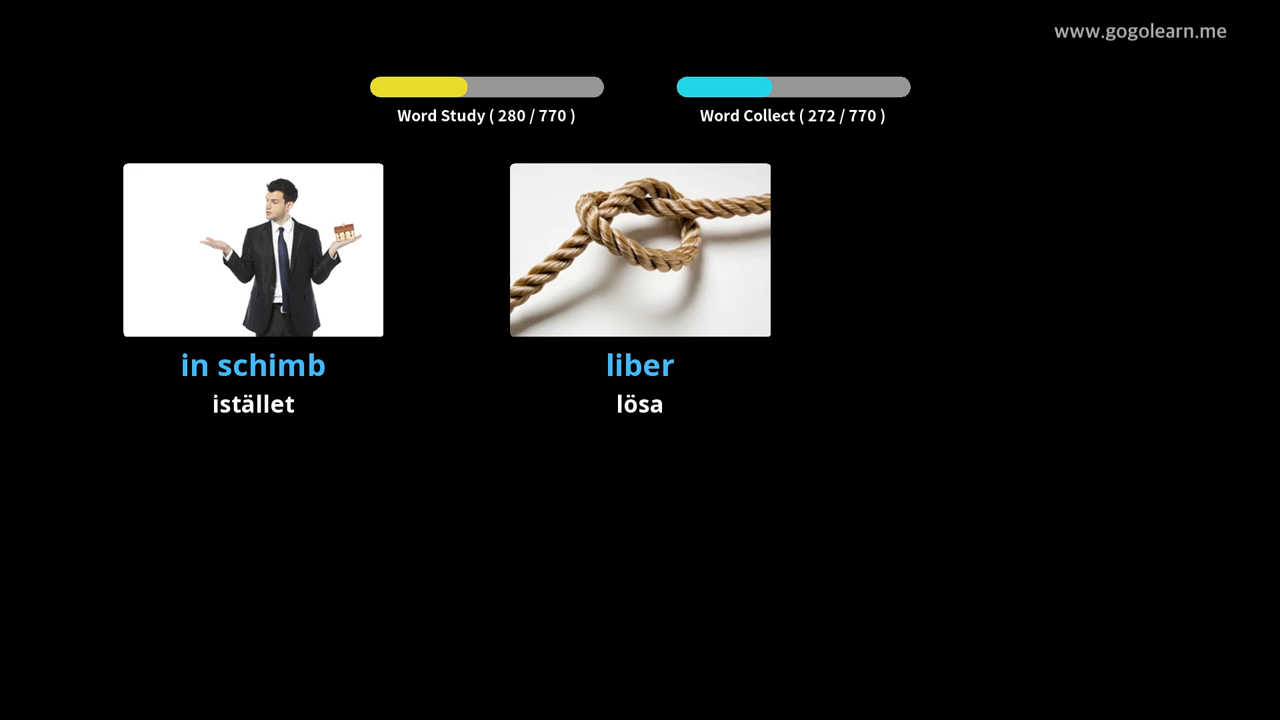 www.gogolearn.me
Word Study ( 280 / 770 )
Word Collect ( 272 / 770 )
in schimb
istället
liber
lösa